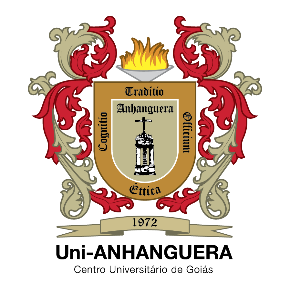 Traditio
Anhanguera
Cognitio
Officium
Éttica
1972
Uni-ANHANGUERA
Centro Universitário de Goiás